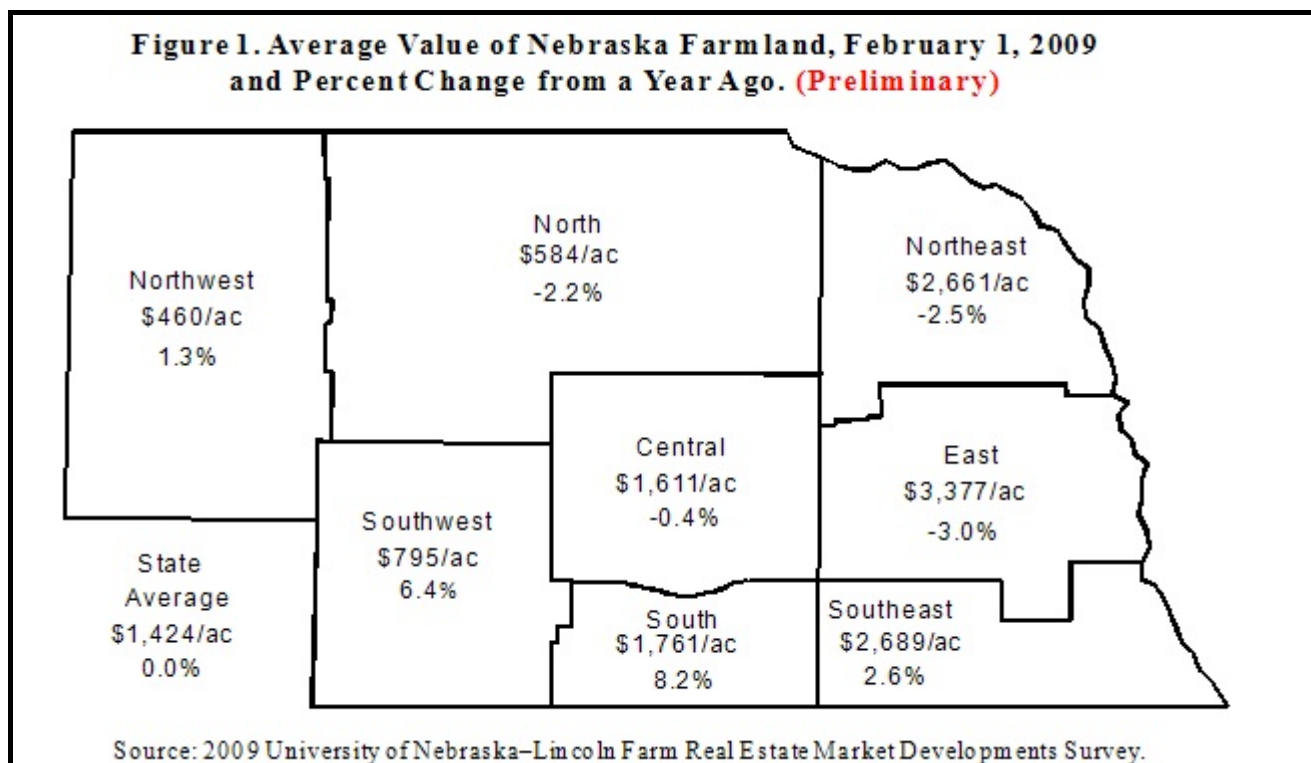 Figure 1. Average Value of Nebraska Farmland, February 1, 2009
and Percent Change from a Year Ago. (Preliminary)
North
$584/ac
-2.2%
Northeast
$2,661/ac
-2.5%
Northwest
$460/ac
1.3%
Central
$1,611/ac
-0.4%
East
$3,377/ac
-3.0%
Southwest
$795/ac
6.4%
State
Average
$1,424/ac
0.0%
South
$1,761/ac
8.2%
Southeast
$2,689/ac
2.6%
Source: 2009 University of Nebraska–Lincoln Farm Real Estate Market Developments Survey.